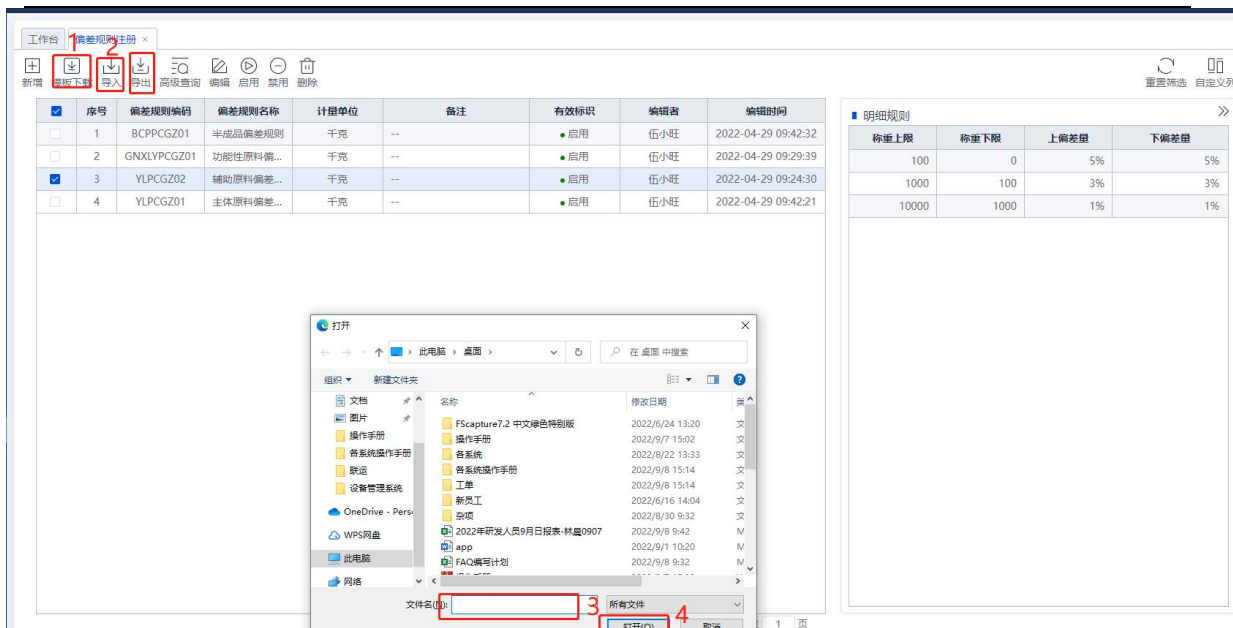 工作台 偏差规则注册 ×
1 2
新增 模板下载 导入 导出 高级查询 编辑 启用 禁用 删除 重置筛选 自定义列
序号 偏差规则编码 偏差规则名称 计量单位 备注 有效标识 编辑者 编辑时间
1 BCPPCGZ01 半成品偏差规则 千克 -- 启用 伍小旺 2022-04-29 09:42:32
2 GNXLYPCGZ01 功能性原料偏... 千克 -- 启用 伍小旺 2022-04-29 09:29:39
3 YLPCGZ02 辅助原料偏差... 千克 -- 启用 伍小旺 2022-04-29 09:24:30
4 YLPCGZ01 主体原料偏差... 千克 -- 启用 伍小旺 2022-04-29 09:42:21
明细规则
称重上限 称重下限 上偏差量 下偏差量
100 0 5% 5%
1000 100 3% 3%
10000 1000 1% 1%
打开
此电脑 › 桌面 › 在 桌面 中搜索
组织 新建文件夹
文档
图片
操作手册
各系统操作手册
联运
设备管理系统
OneDrive - Pers
WPS网盘
此电脑
网络
名称 修改日期
FScapture7.2 中文绿色特别版 2022/6/24 13:20 文
操作手册 2022/9/7 15:02 文
各系统 2022/8/22 13:33 文
各系统操作手册 2022/9/8 15:14 文
工单 2022/9/8 15:14 文
新员工 2022/6/16 14:04 文
杂项 2022/8/30 9:32 文
2022年研发人员9月日报表-林晨0907 2022/9/8 9:42 M
app 2022/9/1 10:20 M
FAQ编写计划 2022/9/8 9:32 M
文件名(N): 3 所有文件
打开(O) 4 取消
1 页